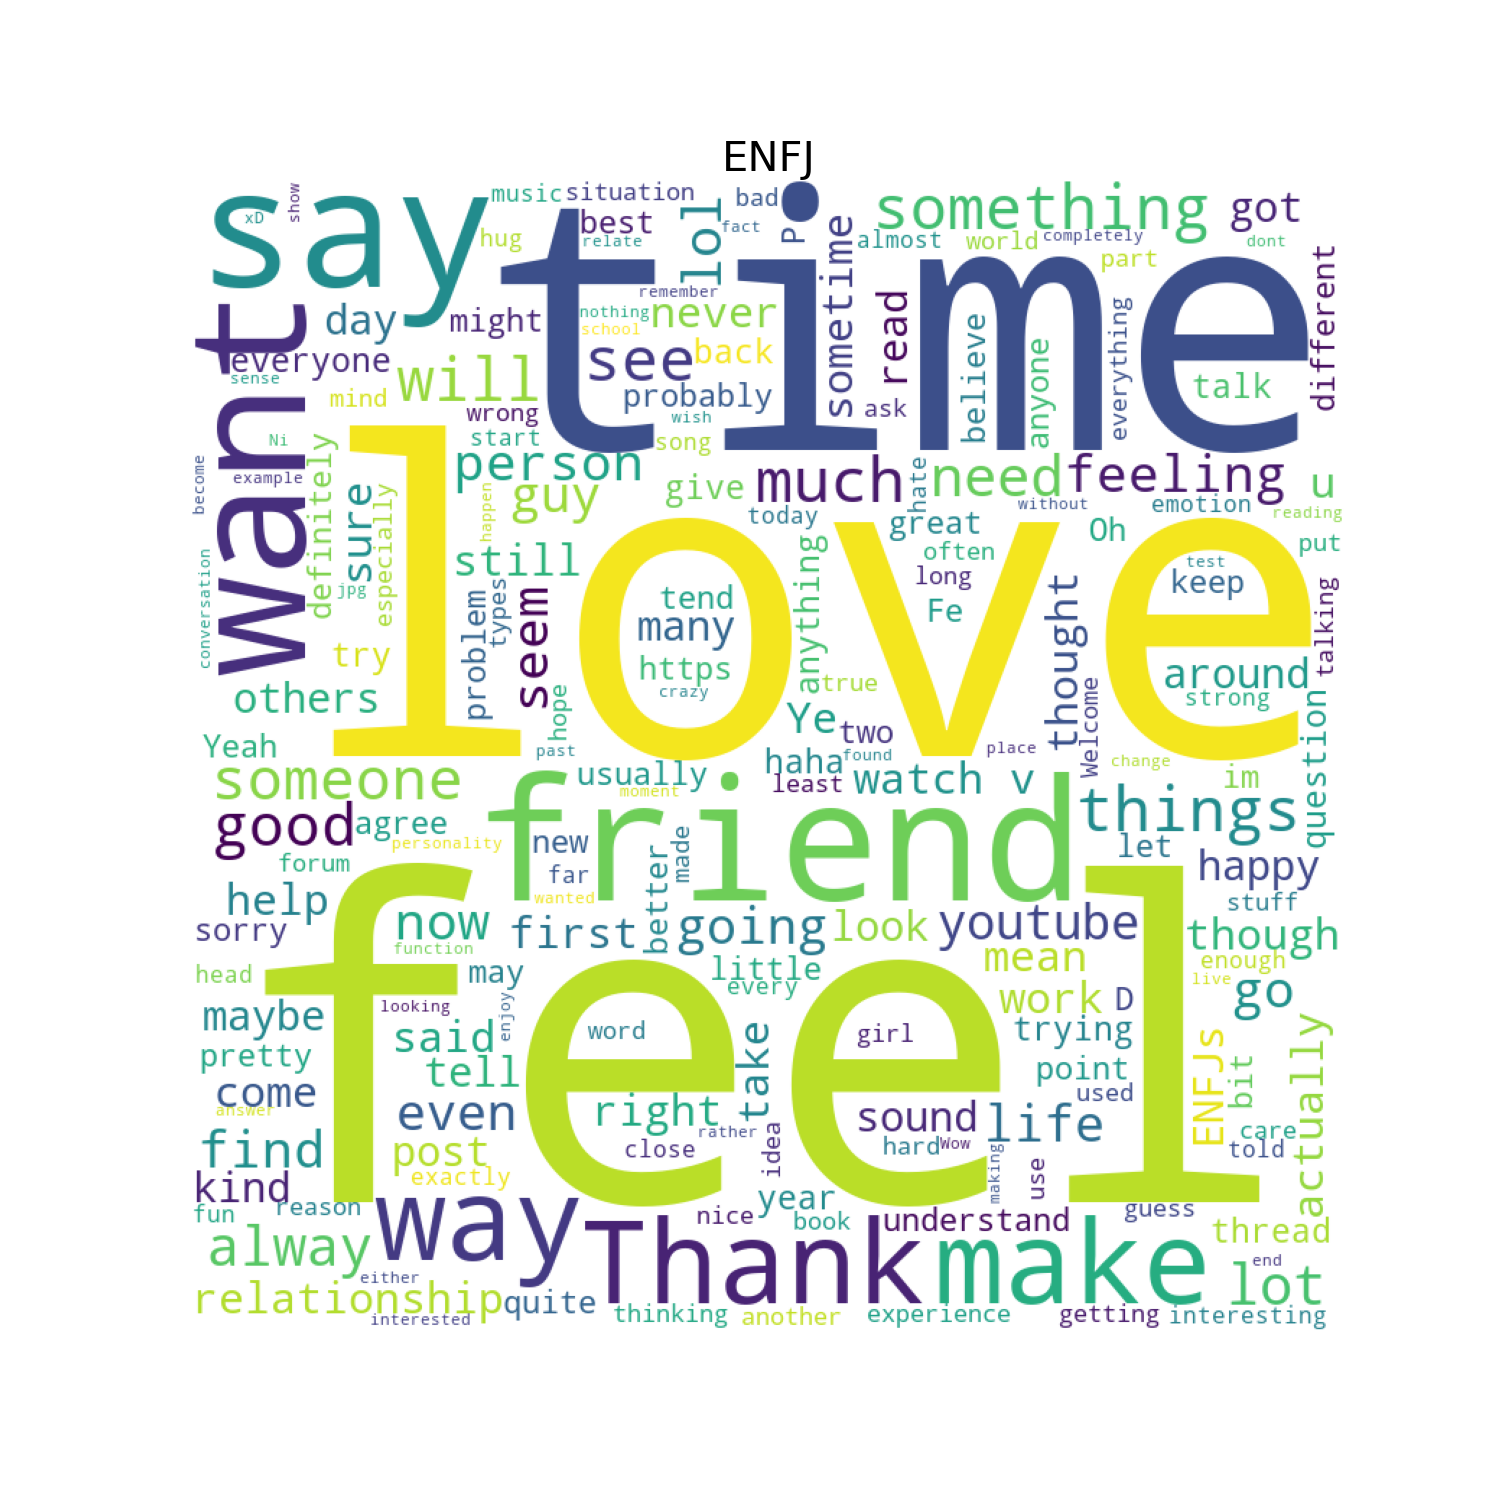 ENFJ
say
time
something
got
xD
show
music
situation
bad
best
hug
relate
lol
fact
P
almost
world
completely
dont
part
sometime
want
day
might
remember
nothing
never
school
everyone
sense
will
see
back
mind
probably
wrong
wish
read
ask
believe
anyone
everything
talk
different
Ni
start
song
person
much
need
feeling
u
become
example
definitely
sure
especially
happen
guy
give
today
hate
great
without
emotion
reading
Oh
put
love
still
often
long
test
keep
conversation
jpg
problem
types
seem
tend
many
https
crazy
anything
Fe
thought
talking
try
true
around
strong
others
hope
Ye
two
Welcome
question
Yeah
past
haha
found
place
change
someone
usually
moment
least
watch v
im
friend
things
good
agree
personality
new
let
forum
far
better
made
happy
help
wanted
stuff
sorry
now
function
first
going
look
youtube
though
head
may
little
every
mean
enough
live
feel
looking
enjoy
work
D
go
maybe
said
word
girl
trying
pretty
tell
take
point
actually
come
answer
even
right
used
ENFJs
bit
sound
life
find
post
rather
close
idea
hard
Wow
making
use
care
told
kind
exactly
fun
reason
way
year
nice
book
understand
guess
thread
alway
Thank
make
either
end
lot
relationship
quite
interested
thinking
another
experience
getting
interesting